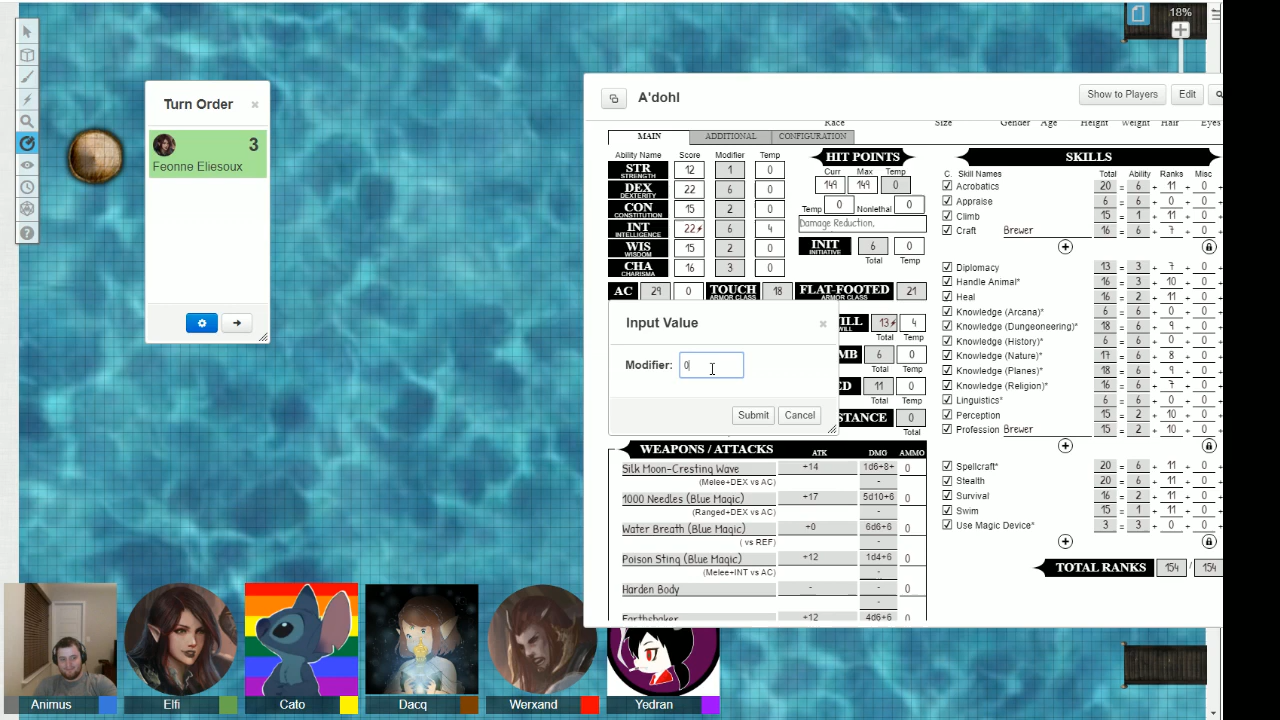 18%
Turn Order ×
3
Feonne Eliesoux
A'dohl
Show to Players Edit
Race Size Gender Age Height Weight Hair Eyes
MAIN ADDITIONAL CONFIGURATION
Ability Name Score Modifier Temp
STR 12 1 0
STRENGTH
DEX 22 6 0
DEXTERITY
CON 15 2 0
CONSTITUTION
INT 22 6 4
INTELLIGENCE
WIS 15 2 0
WISDOM
CHA 16 3 0
CHARISMA
HIT POINTS
Curr Max Temp
149 149 0
Temp 0 Nonlethal 0
Damage Reduction,
INIT 6 0
INITIATIVE Total Temp
AC 29 0 TOUCH 18 FLAT-FOOTED 21
ARMOR CLASS ARMOR CLASS
Input Value ×
Modifier: 0
Submit Cancel
ILL 13 4
WILL Total Temp
MB 6 0
Total Temp
ED 11 0
Total Temp
STANCE 0
Total
WEAPONS / ATTACKS ATK DMG AMMO
Silk Moon-Cresting Wave +14 1d6+8+ 0
(Melee+DEX vs AC) -
1000 Needles (Blue Magic) +17 5d10+6 0
(Ranged+DEX vs AC) -
Water Breath (Blue Magic) +0 6d6+6 0
( vs REF) -
Poison Sting (Blue Magic) +12 1d4+6 0
(Melee+INT vs AC) -
Harden Body - - 0
-
Earthshaker +12 4d6+6 0
SKILLS
C. Skill Names Total Ability Ranks Misc
Acrobatics 20 = 6 + 11 + 0
Appraise 6 = 6 + 0 + 0
Climb 15 = 1 + 11 + 0
Craft Brewer 16 = 6 + 7 + 0
Diplomacy 13 = 3 + 7 + 0
Handle Animal* 16 = 3 + 10 + 0
Heal 16 = 2 + 11 + 0
Knowledge (Arcana)* 6 = 6 + 0 + 0
Knowledge (Dungeoneering)* 18 = 6 + 9 + 0
Knowledge (History)* 6 = 6 + 0 + 0
Knowledge (Nature)* 17 = 6 + 8 + 0
Knowledge (Planes)* 18 = 6 + 9 + 0
Knowledge (Religion)* 16 = 6 + 7 + 0
Linguistics* 6 = 6 + 0 + 0
Perception 15 = 2 + 10 + 0
Profession Brewer 15 = 2 + 10 + 0
Spellcraft* 20 = 6 + 11 + 0
Stealth 20 = 6 + 11 + 0
Survival 16 = 2 + 11 + 0
Swim 15 = 1 + 11 + 0
Use Magic Device* 3 = 3 + 0 + 0
TOTAL RANKS 154 / 154
Animus Elfi Cato Dacq Werxand Yedran